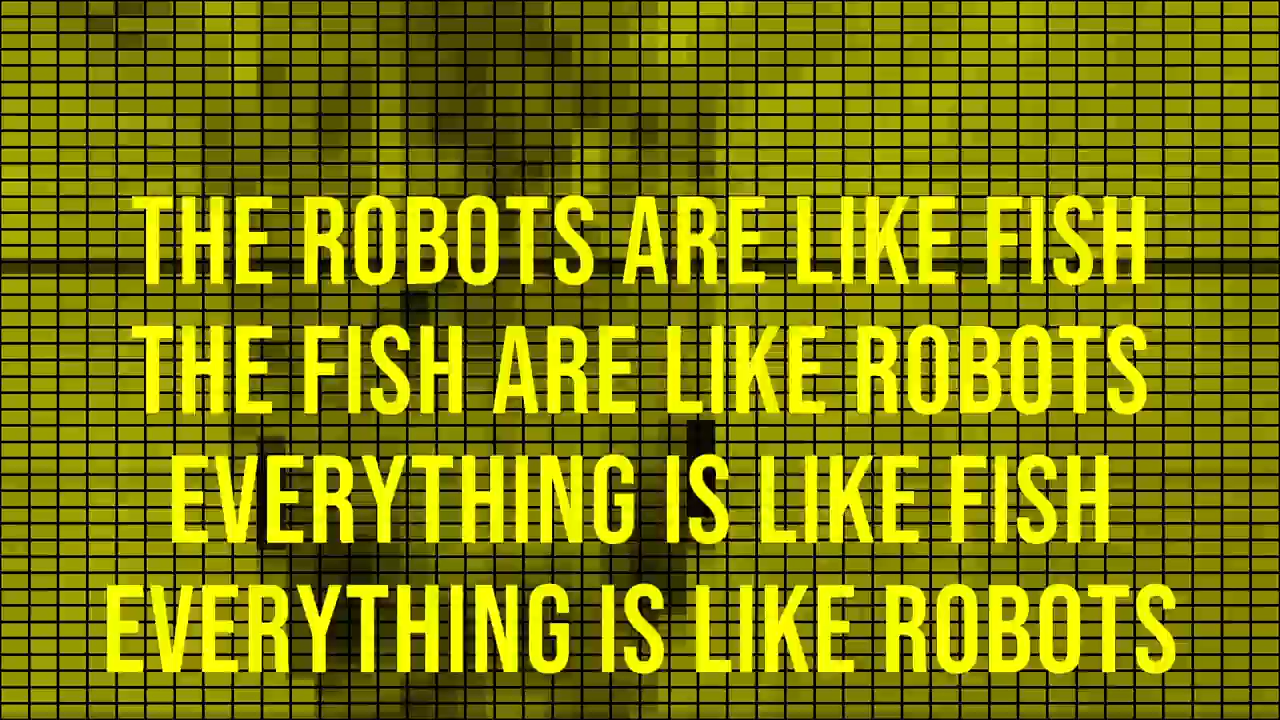 THE ROBOTS ARE LIKE FISH
THE FISH ARE LIKE ROBOTS
EVERYTHING IS LIKE FISH
EVERYTHING IS LIKE ROBOTS